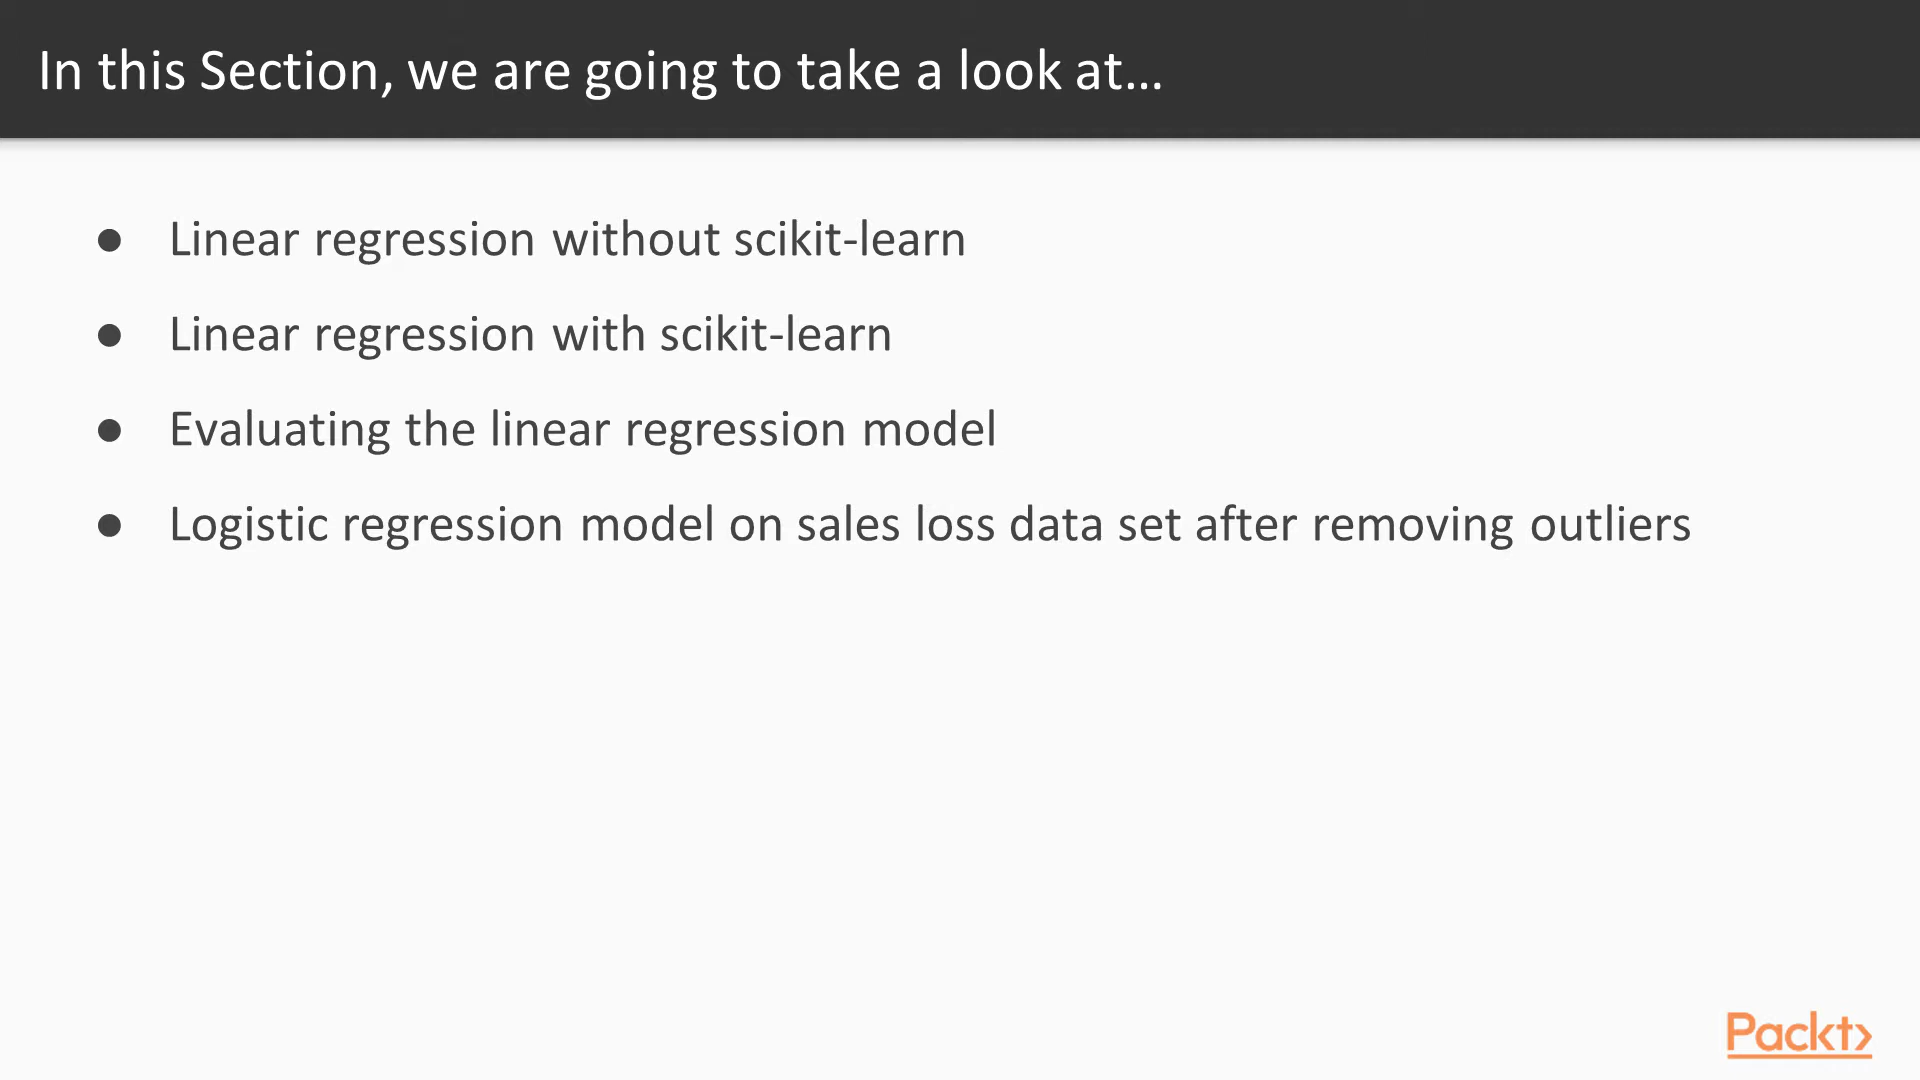 In this Section, we are going to take a look at...
● Linear regression without scikit-learn
● Linear regression with scikit-learn
● Evaluating the linear regression model
● Logistic regression model on sales loss data set after removing outliers
Packt>